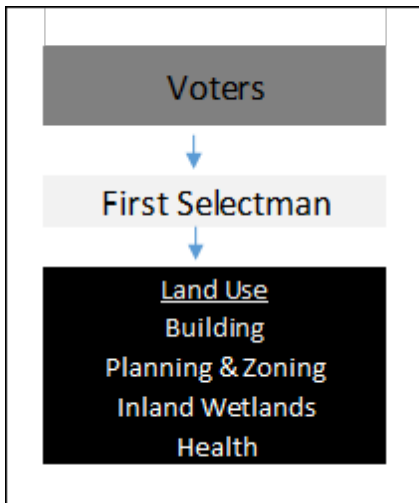 Voters
First Selectman
Land Use
Building
Planning & Zoning
Inland Wetlands
Health